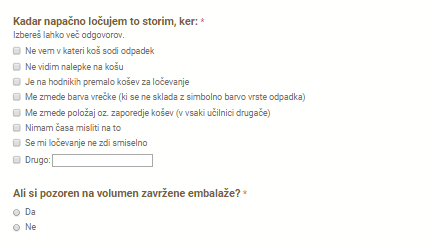 Kadar napačno ločujem to storim, ker: *
Izbereš lahko več odgovorov.
Ne vem v kateri koš sodi odpadek
Ne vidim nalepke na košu
Je na hodnikih premalo košev za ločevanje
Me zmede barva vrečke (ki se ne sklada z simbolno barvo vrste odpadka)
Me zmede položaj oz. zaporedje košev (v vsaki učilnici drugače)
Nimam časa misliti na to
Se mi ločevanje ne zdi smiselno
Drugo:
Ali si pozoren na volumen zavržene embalaže? *
Da
Ne